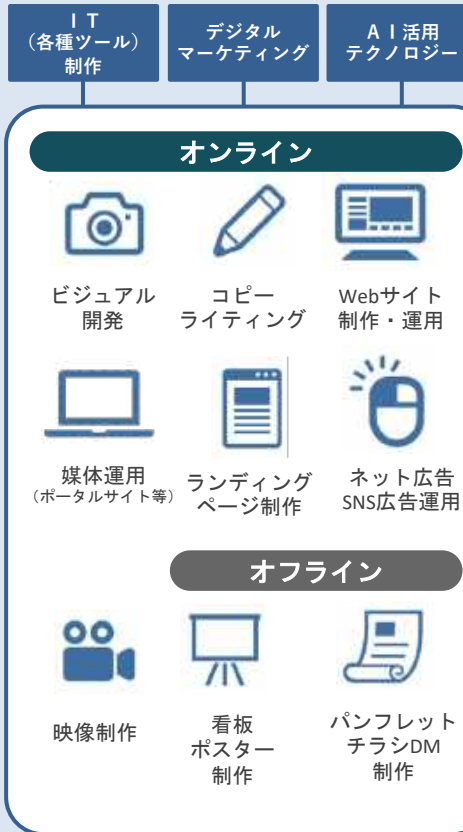 ＩＴ
（各種ツール）
制作
デジタル
マーケティング
ＡＩ活用
テクノロジー
オンライン
ビジュアル
開発
コピー
ライティング
Webサイト
制作・運用
媒体運用
（ポータルサイト等）
ランディング
ページ制作
ネット広告
SNS広告運用
オフライン
映像制作
看板
ポスター
制作
パンフレット
チラシDM
制作